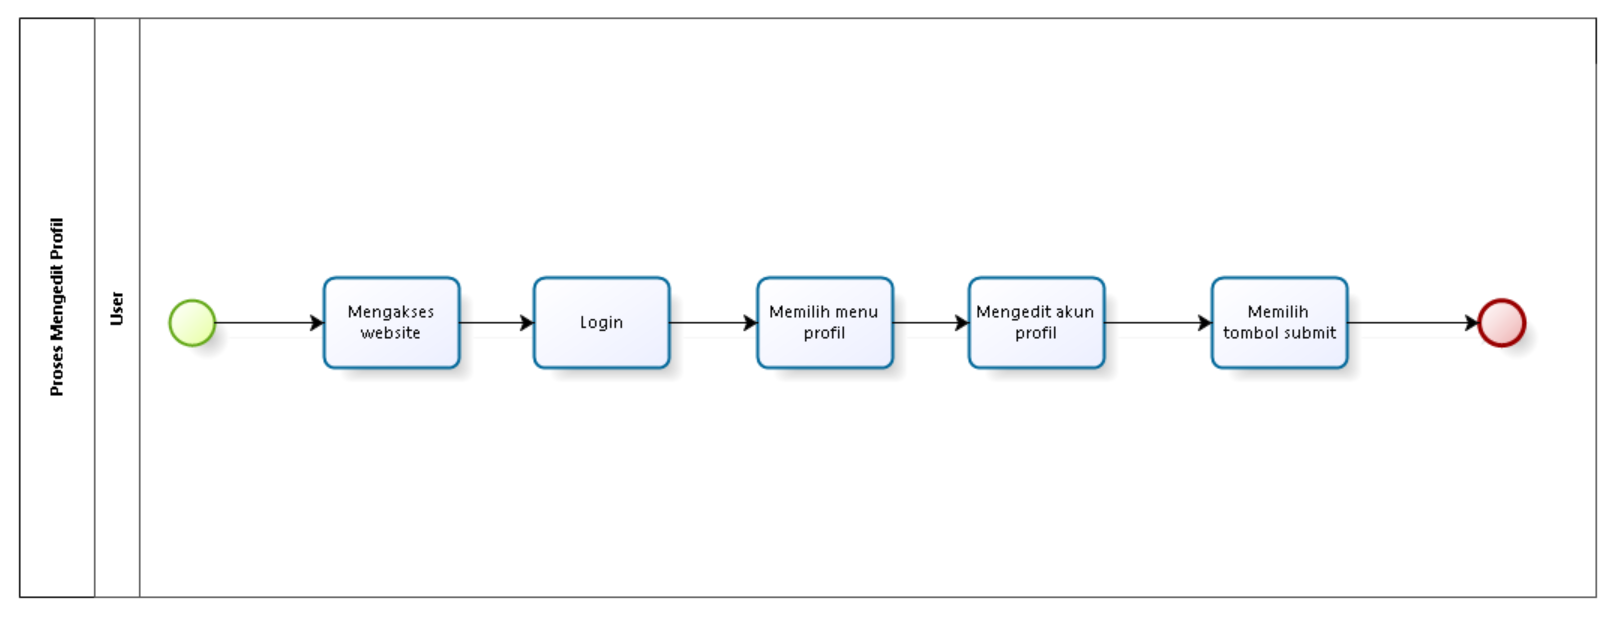 Proses Mengedit Profil
User
Mengakses
website
Login
Memilih menu
profil
Mengedit akun
profil
Memilih
tombol submit